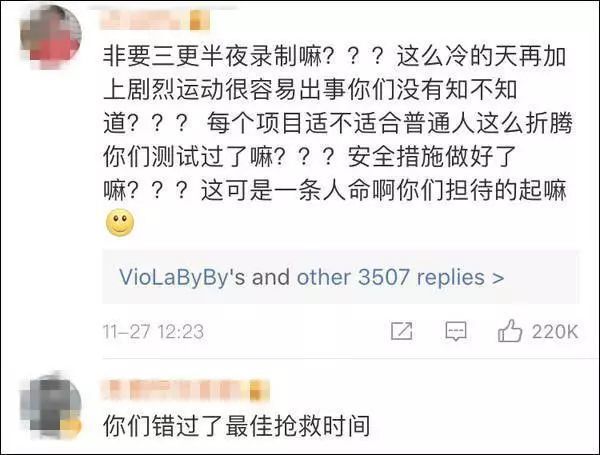 非要三更半夜录制嘛？？？这么冷的天再加
上剧烈运动很容易出事你们没有知不知
道？？？ 每个项目适不适合普通人这么折腾
你们测试过了嘛？？？安全措施做好了
嘛？？？这可是一条人命啊你们担待的起嘛
VioLaByBy's and other 3507 replies >
11-27 12:23
220K
你们错过了最佳抢救时间